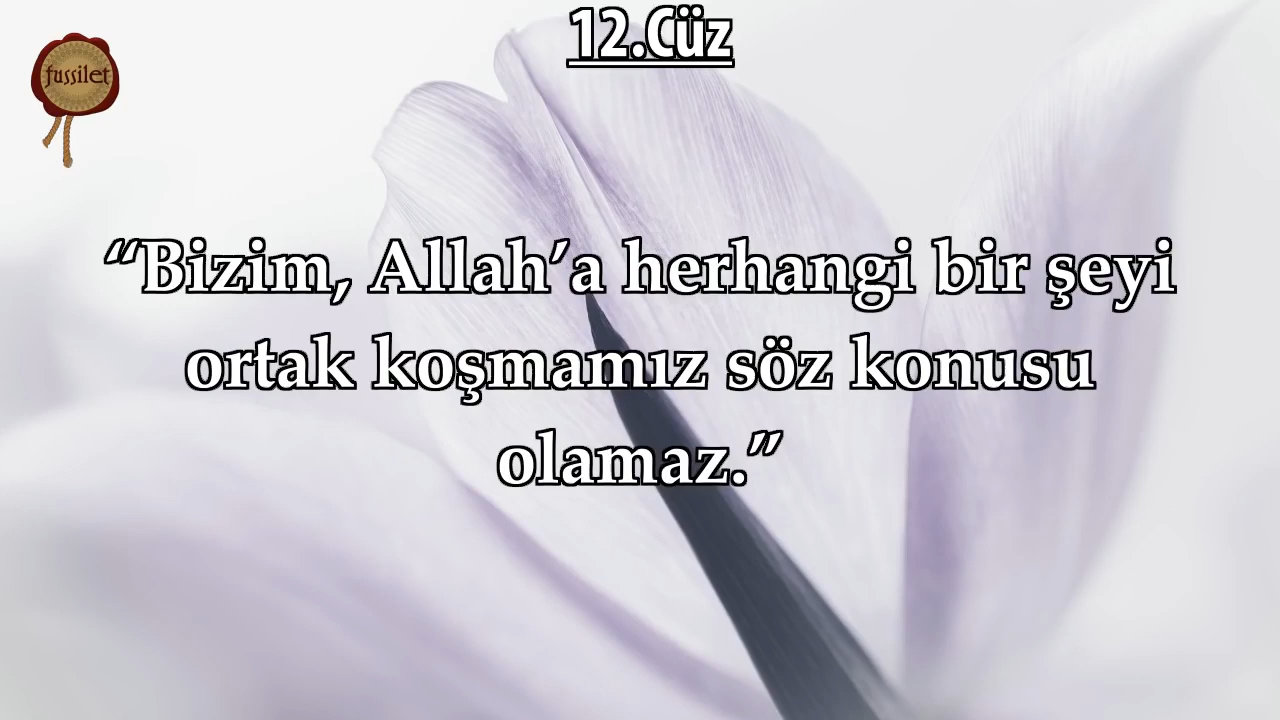 12.Cüz
fussilet
“Bizim, Allah’a herhangi bir şeyi
ortak koşmamız söz konusu
olamaz.”